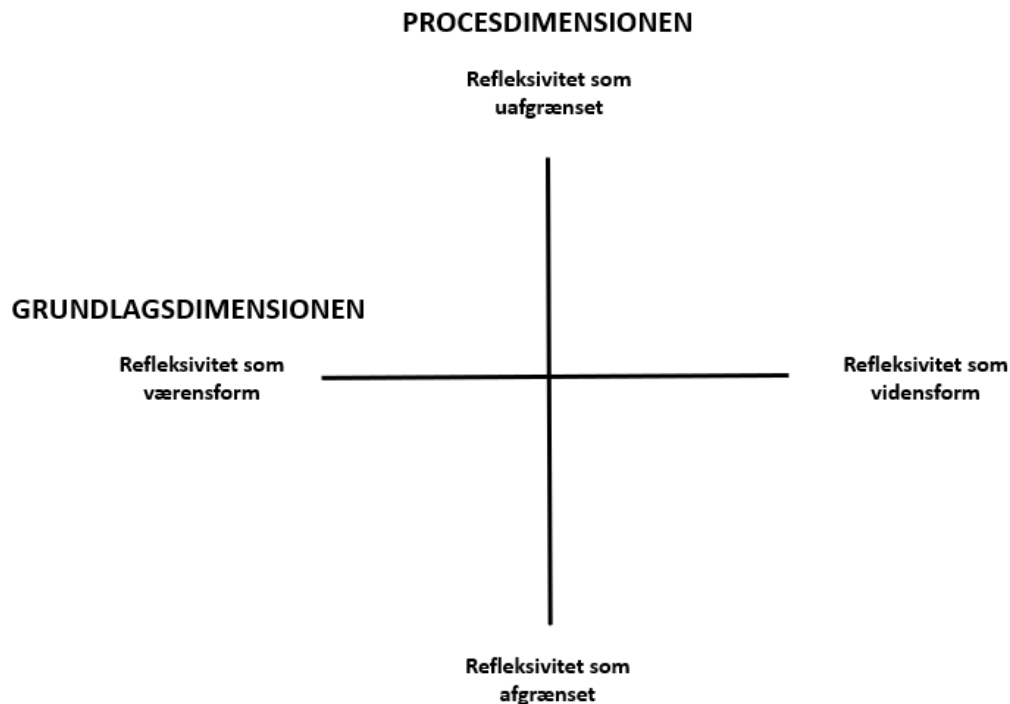 PROCESDIMENSIONEN
Refleksivitet som
uafgrænset
GRUNDLAGSDIMENSIONEN
Refleksivitet som
værensform
Refleksivitet som
vidensform
Refleksivitet som
afgrænset